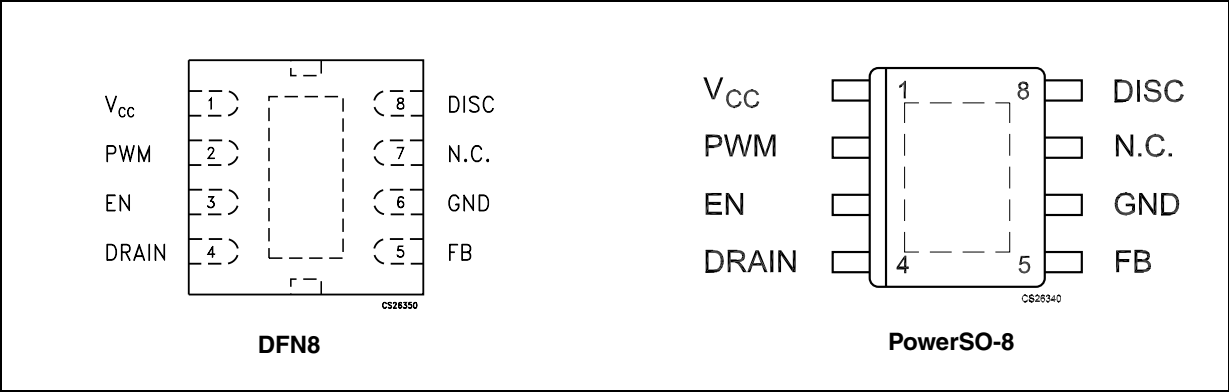 VCC 1 8 DISC
PWM 2 7 N.C.
EN 3 6 GND
DRAIN 4 5 FB
CS26350
DFN8
VCC 1 8 DISC
PWM N.C.
EN GND
DRAIN 4 5 FB
CS26340
PowerSO-8